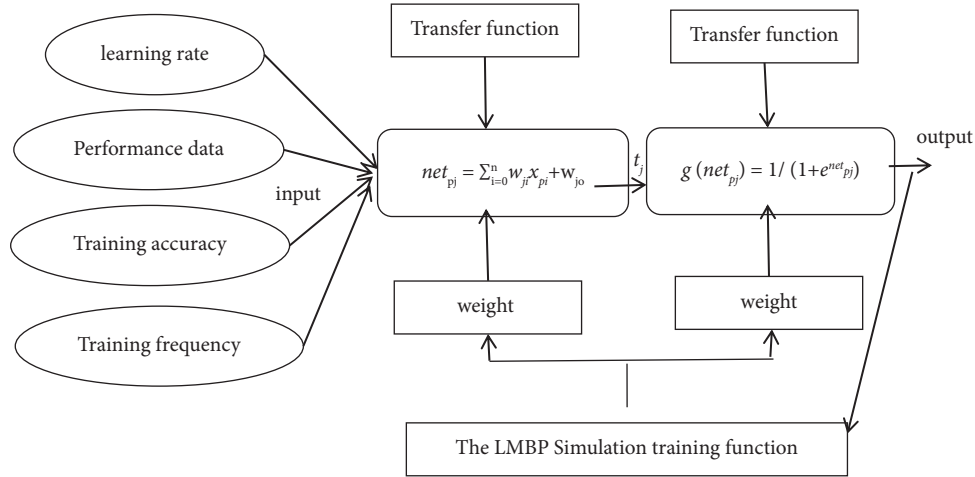 learning rate
Performance data
Training accuracy
Training frequency
input
Transfer function
net_pj = ∑_{i=0}^{n} w_ji x_pi+w_jo
weight
t_j
Transfer function
g (net_pj) = 1/ (1+e^{net_pj})
weight
output
The LMBP Simulation training function